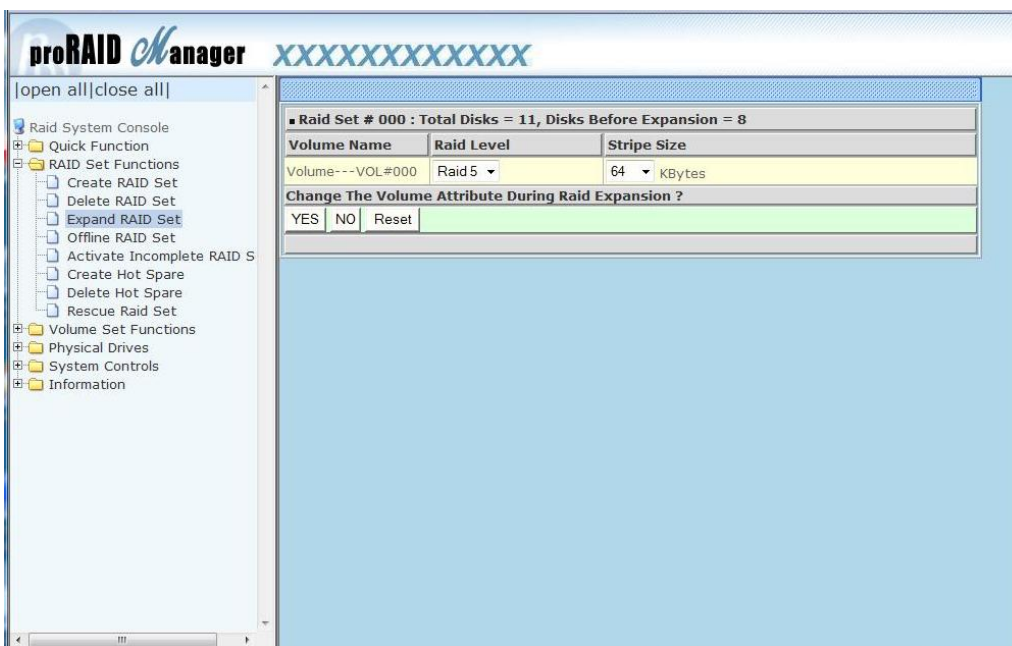 proRAID Manager XXXXXXXXXXXXX
|open all|close all|
Raid System Console
Quick Function
RAID Set Functions
Create RAID Set
Delete RAID Set
Expand RAID Set
Offline RAID Set
Activate Incomplete RAID S
Create Hot Spare
Delete Hot Spare
Rescue Raid Set
Volume Set Functions
Physical Drives
System Controls
Information
Raid Set # 000 : Total Disks = 11, Disks Before Expansion = 8
Volume Name Raid Level Stripe Size
Volume---VOL#000 Raid 5 64 KBytes
Change The Volume Attribute During Raid Expansion ?
YES NO Reset